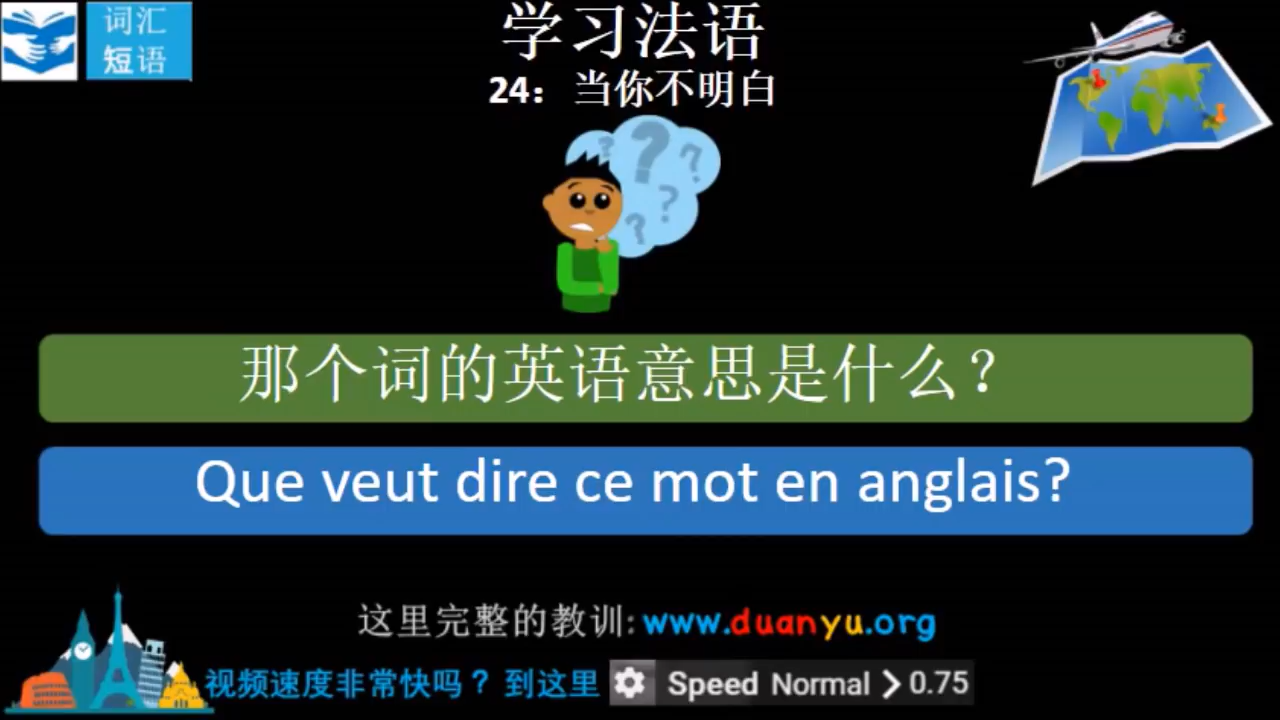 词汇
短语
学习法语
24：当你不明白
那个词的英语意思是什么？
Que veut dire ce mot en anglais?
这里完整的教训: www.duanyu.org
视频速度非常快吗？ 到这里 Speed Normal > 0.75